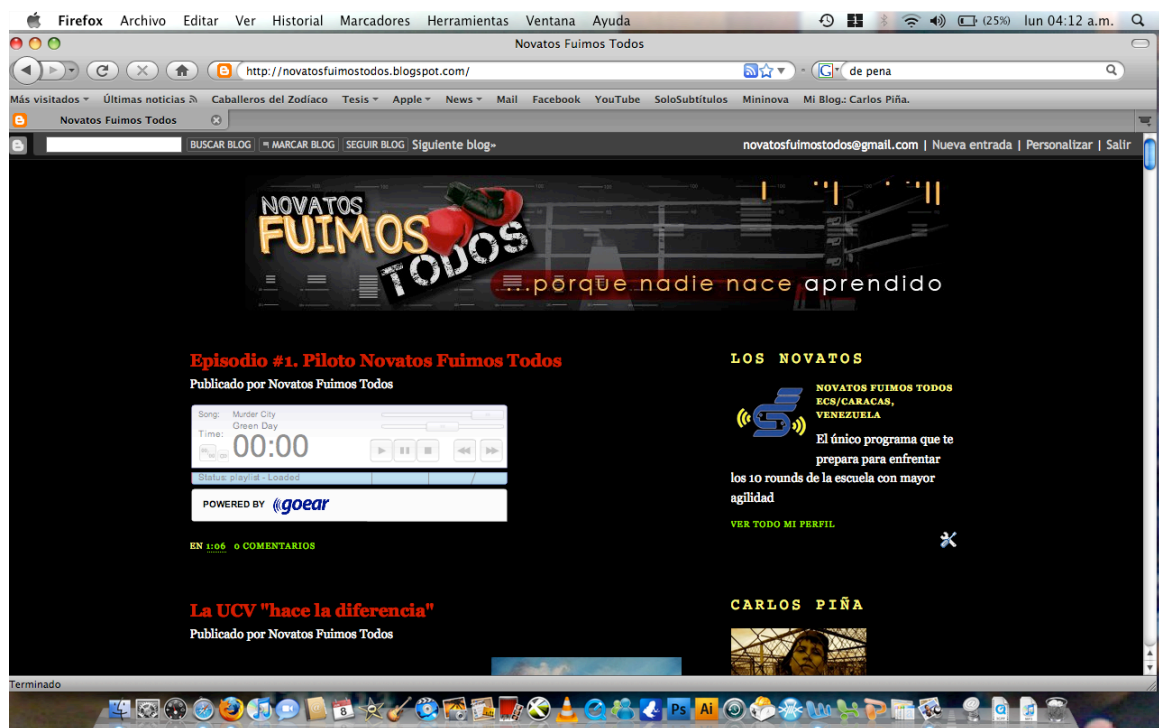 Firefox Archivo Editar Ver Historial Marcadores Herramientas Ventana Ayuda (25%) lun 04:12 a.m.
Novatos Fuimos Todos
http://novatosfuimostodos.blogspot.com/ de pena
Más visitados Últimas noticias Caballeros del Zodíaco Tesis Apple News Mail Facebook YouTube SoloSubtítulos Mininova Mi Blog.: Carlos Piña.
Novatos Fuimos Todos
BUSCAR BLOG MARCAR BLOG SEGUIR BLOG Siguiente blog» novatosfuimostodos@gmail.com | Nueva entrada | Personalizar | Salir
NOVATOS
FUIMOS
TODOS
...porque nadie nace aprendido
Episodio #1. Piloto Novatos Fuimos Todos
Publicado por Novatos Fuimos Todos
Song: Murder City
Green Day
Time: 00:00
Status: playlist - Loaded
POWERED BY goear
EN 1:06 0 COMENTARIOS
La UCV "hace la diferencia"
Publicado por Novatos Fuimos Todos
LOS NOVATOS
NOVATOS FUIMOS TODOS
ECS/CARACAS,
VENEZUELA
El único programa que te
prepara para enfrentar
los 10 rounds de la escuela con mayor
agilidad
VER TODO MI PERFIL
CARLOS PIÑA
Terminado
8
Ps Ai